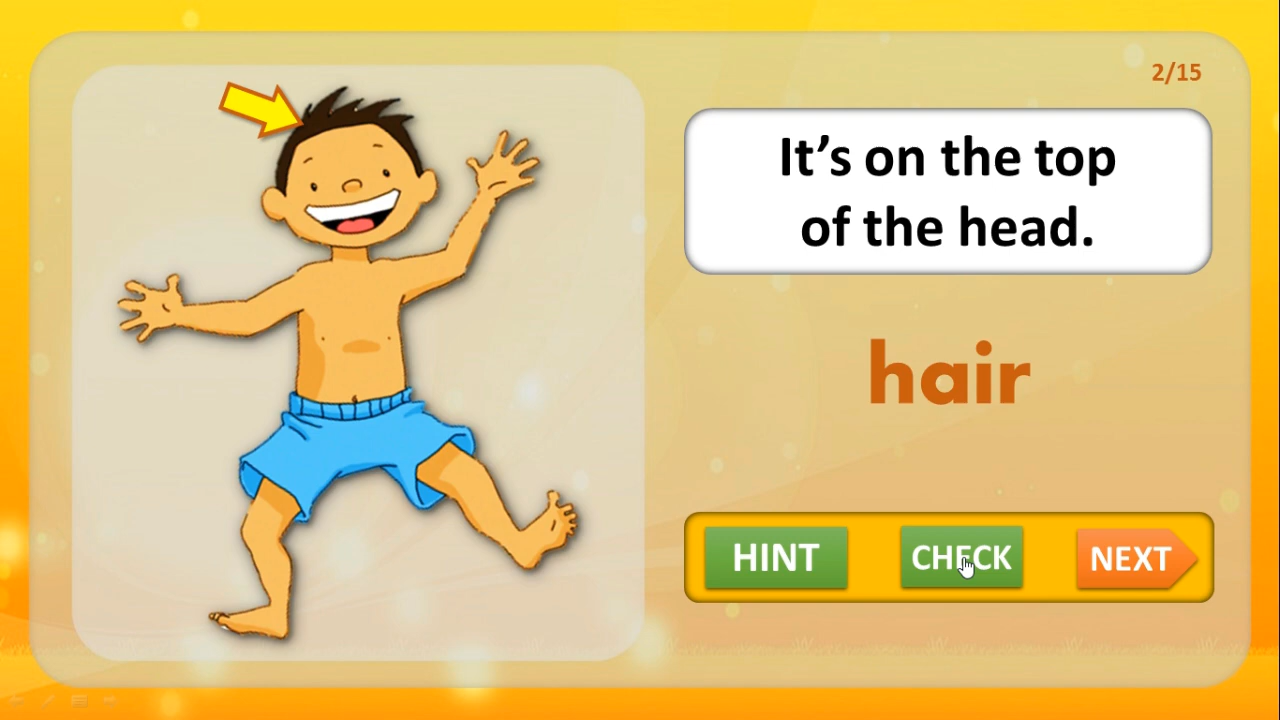 2/15
It’s on the top
of the head.
hair
HINT
CHECK
NEXT